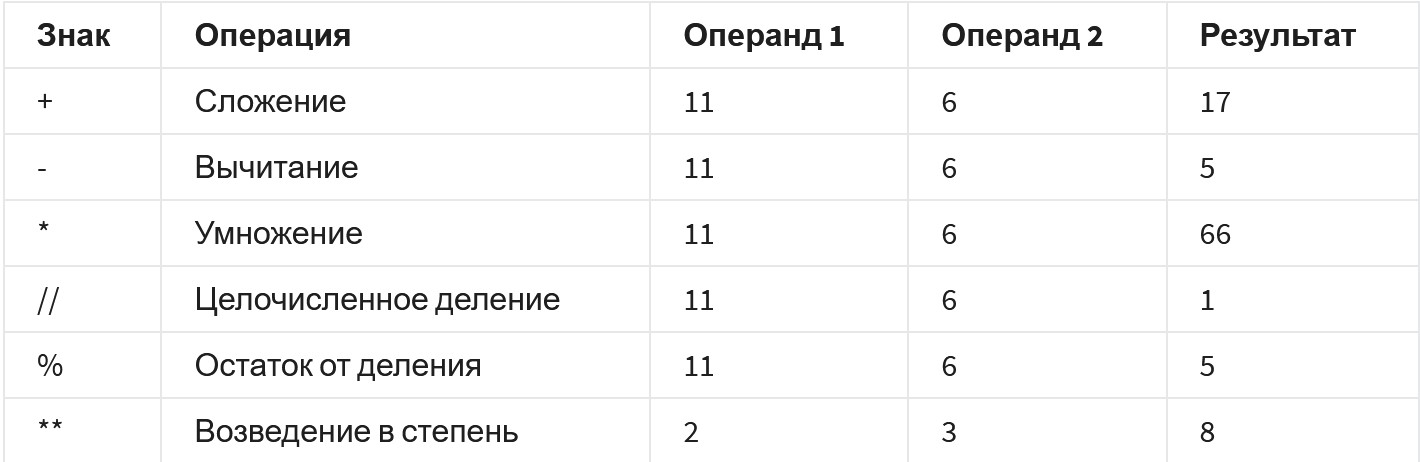 Знак Операция Операнд 1 Операнд 2 Результат
+ Сложение 11 6 17
- Вычитание 11 6 5
* Умножение 11 6 66
// Целочисленное деление 11 6 1
% Остаток от деления 11 6 5
** Возведение в степень 2 3 8